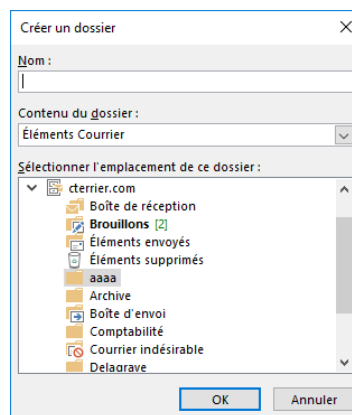 Créer un dossier
Nom :
Contenu du dossier :
Éléments Courrier
Sélectionner l'emplacement de ce dossier :
cterrier.com
Boîte de réception
Brouillons [2]
Éléments envoyés
Éléments supprimés
aaaa
Archive
Boîte d'envoi
Comptabilité
Courrier indésirable
Delagrave
OK
Annuler